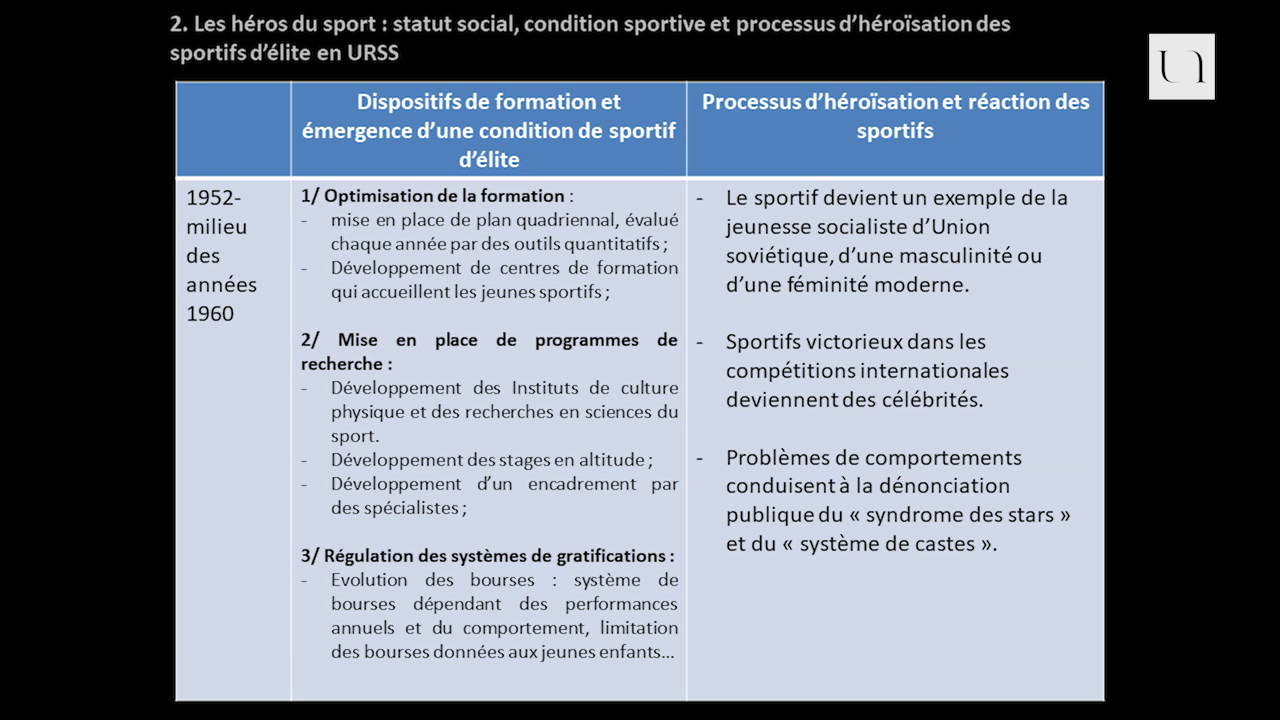 2. Les héros du sport : statut social, condition sportive et processus d'héroïsation des
sportifs d'élite en URSS
Dispositifs de formation et
émergence d'une condition de sportif
d'élite
Processus d'héroïsation et réaction des
sportifs
1952-
milieu
des
années
1960
1/ Optimisation de la formation :
- mise en place de plan quadriennal, évalué
chaque année par des outils quantitatifs ;
- Développement de centres de formation
qui accueillent les jeunes sportifs ;
2/ Mise en place de programmes de
recherche :
- Développement des Instituts de culture
physique et des recherches en sciences du
sport.
- Développement des stages en altitude ;
- Développement d'un encadrement par
des spécialistes ;
3/ Régulation des systèmes de gratifications :
- Evolution des bourses : système de
bourses dépendant des performances
annuels et du comportement, limitation
des bourses données aux jeunes enfants...
- Le sportif devient un exemple de la
jeunesse socialiste d'Union
soviétique, d'une masculinité ou
d'une féminité moderne.
- Sportifs victorieux dans les
compétitions internationales
deviennent des célébrités.
- Problèmes de comportements
conduisent à la dénonciation
publique du « syndrome des stars »
et du « système de castes ».